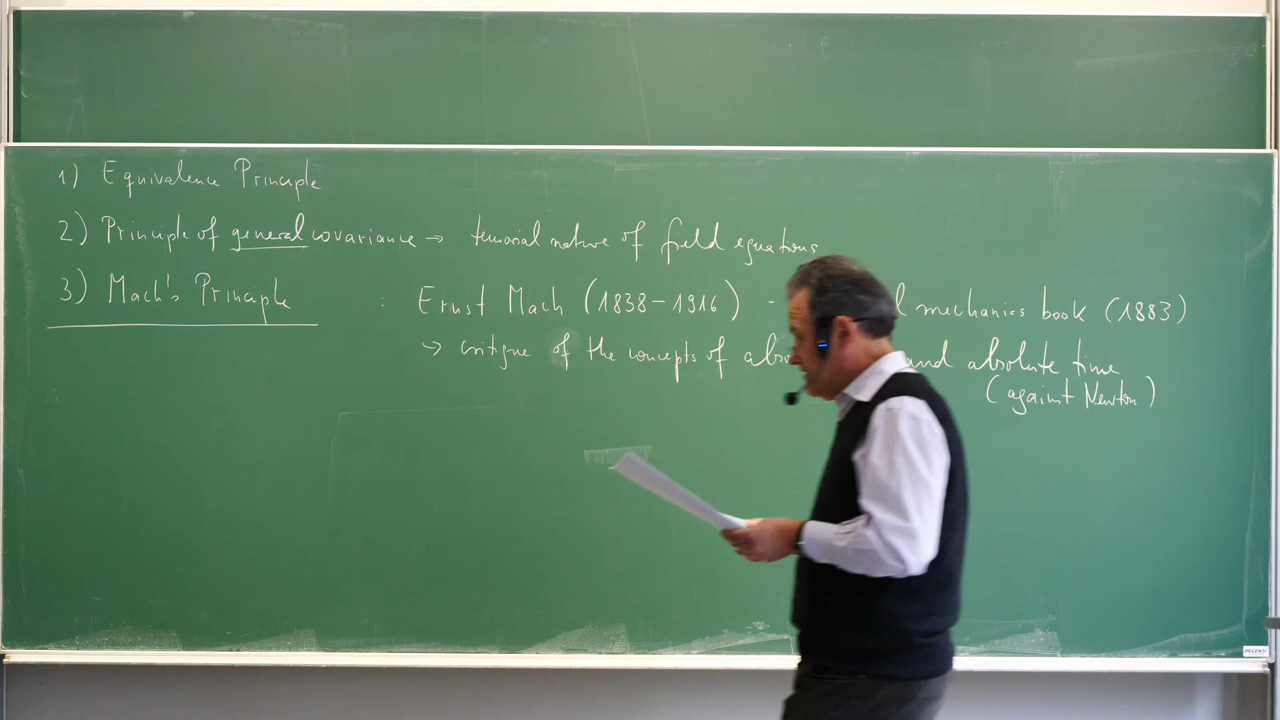 1) Equivalence Principle
2) Principle of general covariance → tensorial nature of field equations
3) Mach's Principle : Ernst Mach (1838–1916) - mechanics book (1883)
→ critique of the concepts of and absolute time
(against Newton)